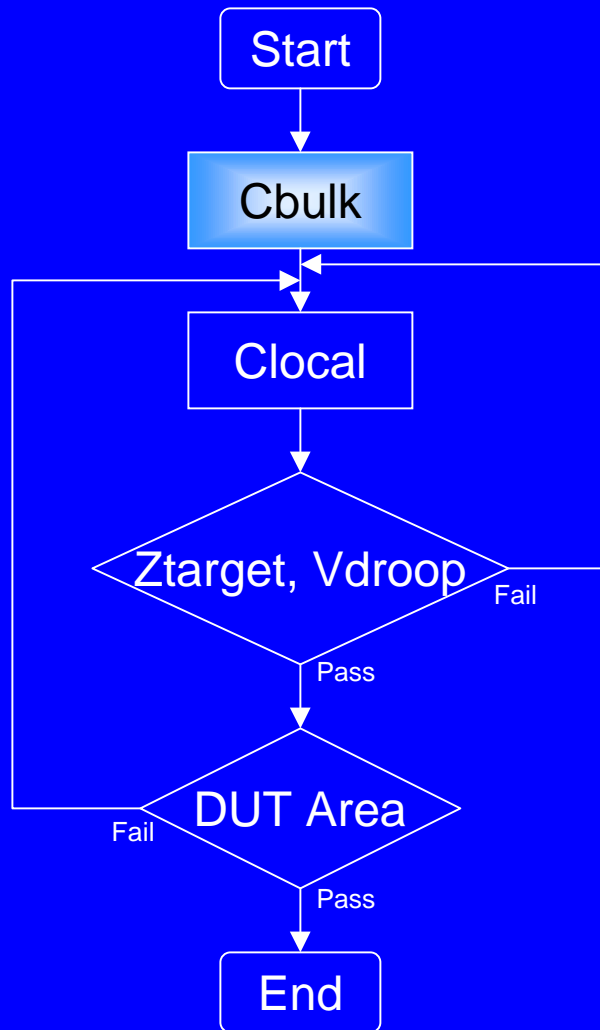 Start
Cbulk
Clocal
Ztarget, Vdroop
Fail
Pass
DUT Area
Fail
Pass
End